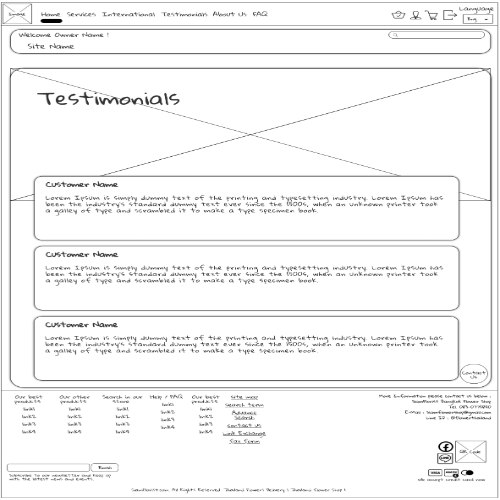 Home Services International Testimonials About Us FAQ
Language
Eng
Welcome Owner Name !
Site Name
Testimonials
Customer Name
Lorem Ipsum is simply dummy text of the printing and typesetting industry. Lorem Ipsum has
been the industry's standard dummy text ever since the 1500s, when an unknown printer took
a galley of type and scrambled it to make a type specimen book.
Customer Name
Lorem Ipsum is simply dummy text of the printing and typesetting industry. Lorem Ipsum has
been the industry's standard dummy text ever since the 1500s, when an unknown printer took
a galley of type and scrambled it to make a type specimen book.
Customer Name
Lorem Ipsum is simply dummy text of the printing and typesetting industry. Lorem Ipsum has
been the industry's standard dummy text ever since the 1500s, when an unknown printer took
a galley of type and scrambled it to make a type specimen book.
Contact
Us
Our best
products
link1
link2
link3
link4
Our other
products
link1
link2
link3
link4
Search in our
store
link1
link2
link3
link4
Help / FAQ
link1
link2
link3
link4
Our best
products
link1
link2
link3
link4
Site map
Search Term
Advance
Search
contact us
Link Exchange
More Information please contact us below :
QR Code
Subscribe to our newsletter and keep up
with the latest news and events.
We accept credit card now